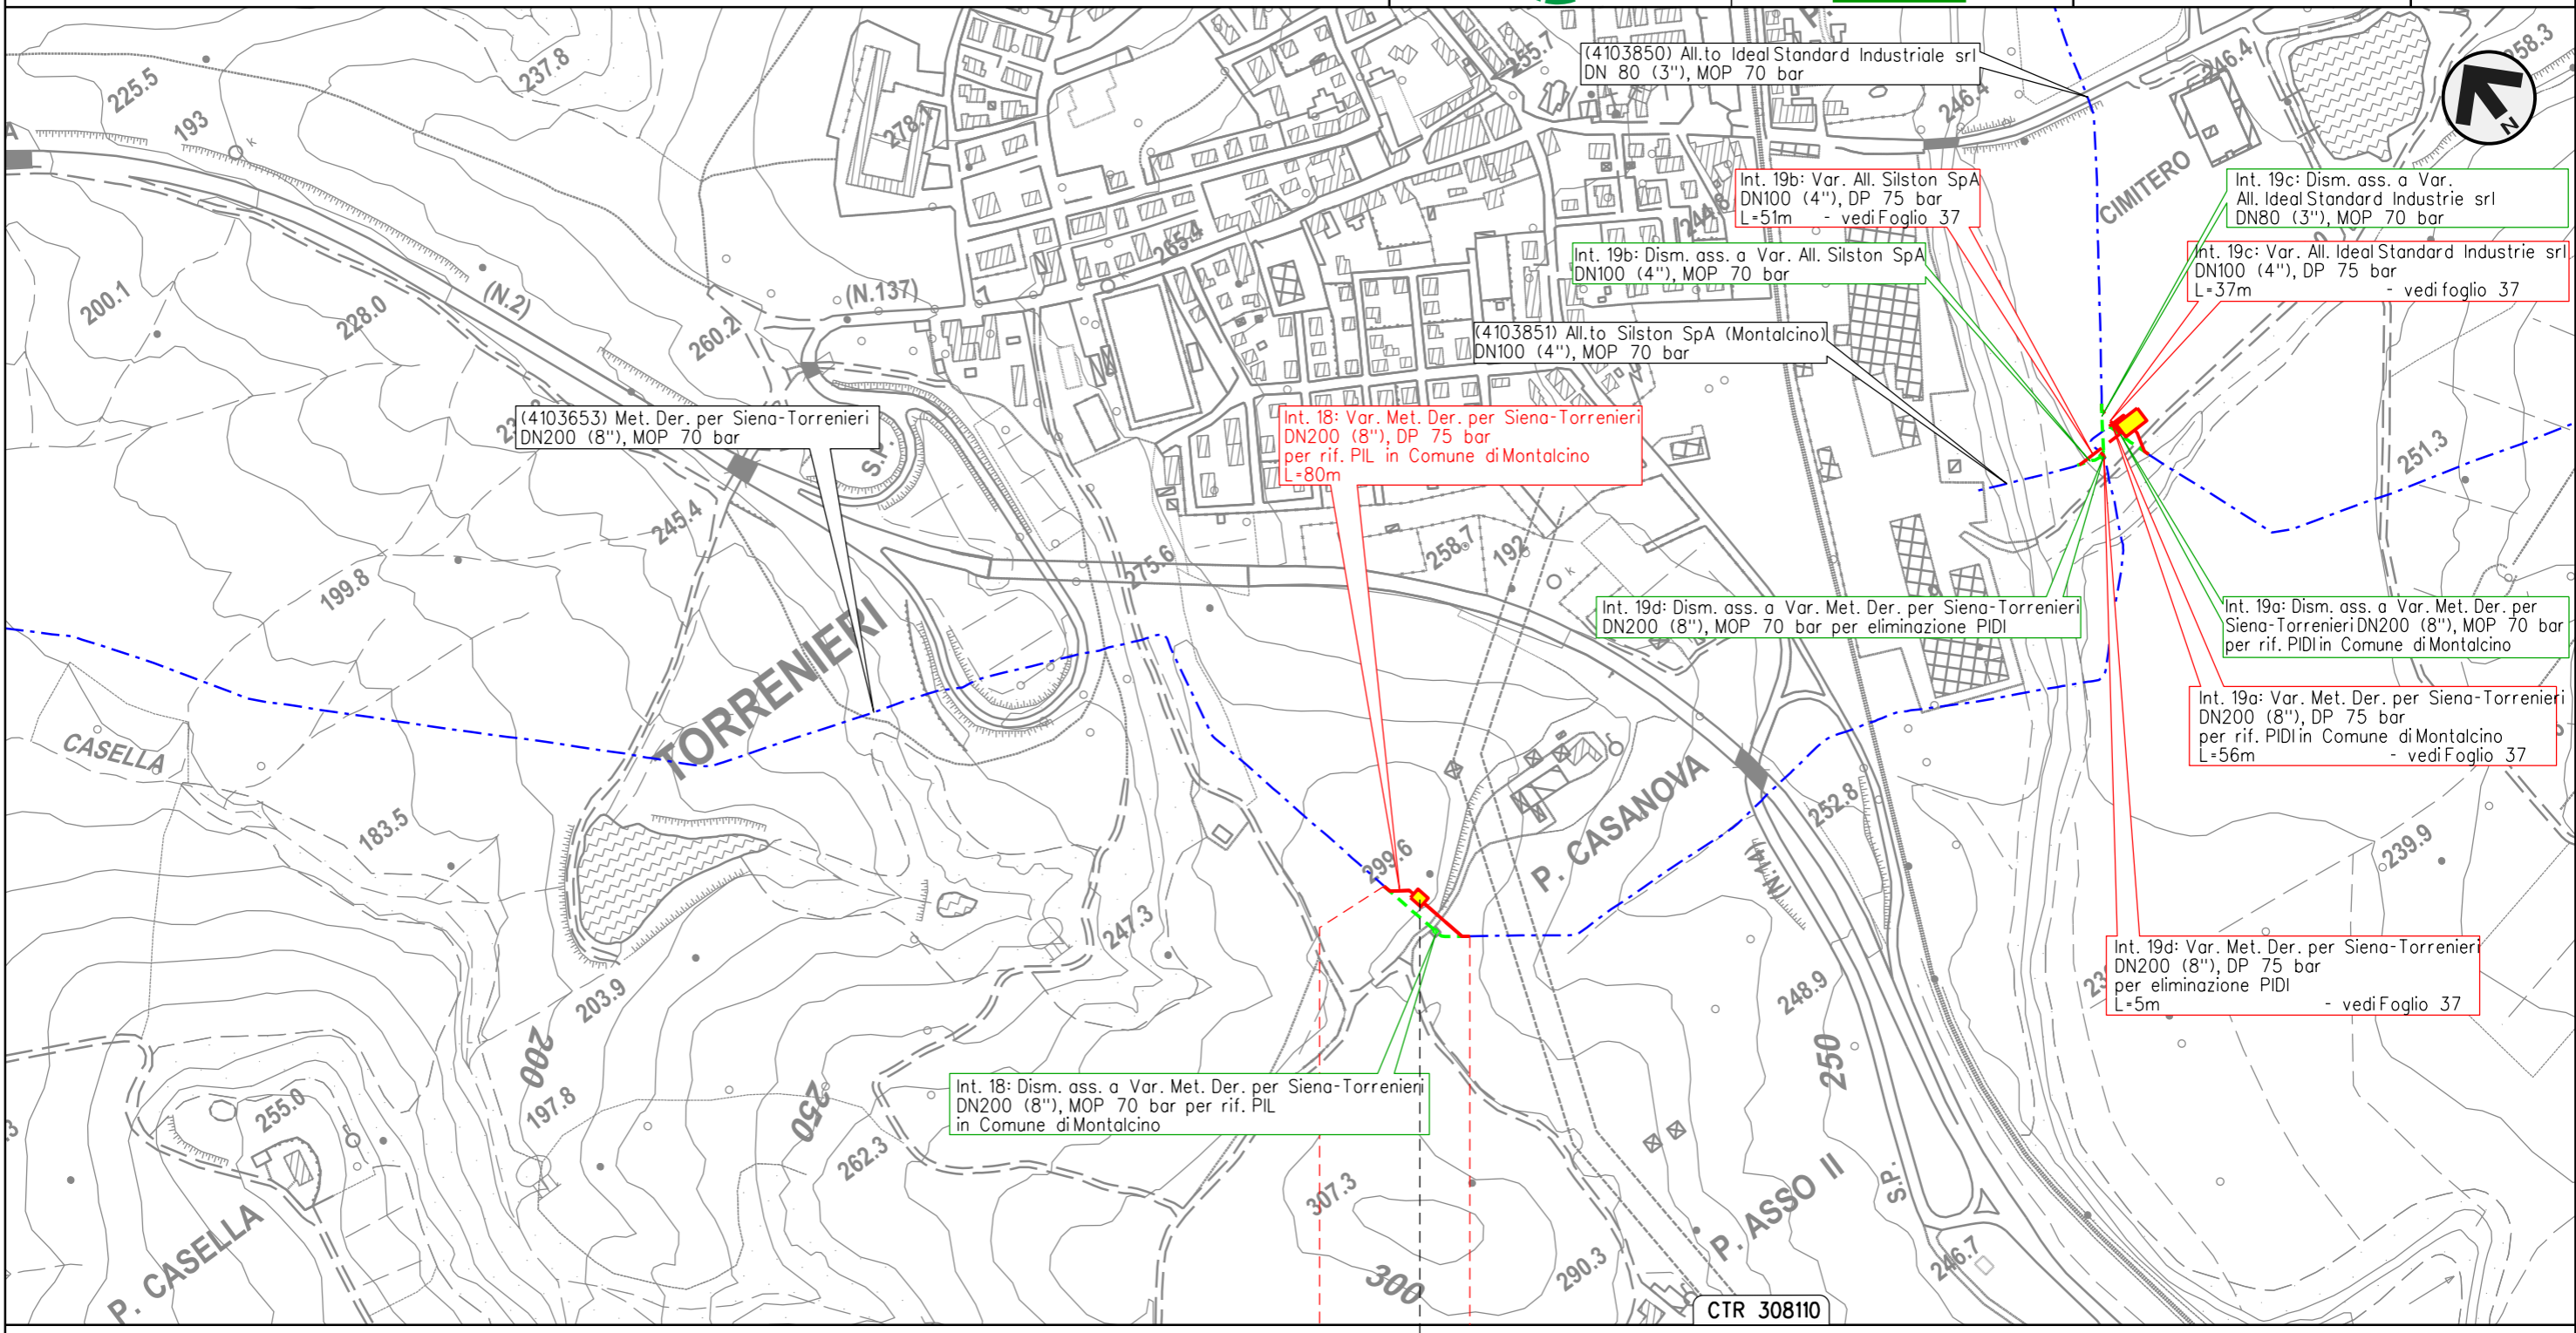 (4103850) All.to Ideal Standard Industriale srl
DN 80 (3"), MOP 70 bar
Int. 19b: Var. All. Silston SpA
DN100 (4"), DP 75 bar
L=51m - vedi Foglio 37
Int. 19c: Dism. ass. a Var.
All. Ideal Standard Industrie srl
DN80 (3"), MOP 70 bar
Int. 19b: Dism. ass. a Var. All. Silston SpA
DN100 (4"), MOP 70 bar
Int. 19c: Var. All. Ideal Standard Industrie srl
DN100 (4"), DP 75 bar
L=37m - vedi foglio 37
(4103851) All.to Silston SpA (Montalcino)
DN100 (4"), MOP 70 bar
(4103653) Met. Der. per Siena-Torrenieri
DN200 (8"), MOP 70 bar
Int. 18: Var. Met. Der. per Siena-Torrenieri
DN200 (8"), DP 75 bar
per rif. PIL in Comune di Montalcino
L=80m
Int. 19d: Dism. ass. a Var. Met. Der. per Siena-Torrenieri
DN200 (8"), MOP 70 bar per eliminazione PIDI
Int. 19a: Dism. ass. a Var. Met. Der. per
Siena-Torrenieri DN200 (8"), MOP 70 bar
per rif. PIDI in Comune di Montalcino
Int. 19a: Var. Met. Der. per Siena-Torrenieri
DN200 (8"), DP 75 bar
per rif. PIDI in Comune di Montalcino
L=56m - vedi Foglio 37
Int. 19d: Var. Met. Der. per Siena-Torrenieri
DN200 (8"), DP 75 bar
per eliminazione PIDI
L=5m - vedi Foglio 37
Int. 18: Dism. ass. a Var. Met. Der. per Siena-Torrenieri
DN200 (8"), MOP 70 bar per rif. PIL
in Comune di Montalcino
225.5
193
237.8
278.1
255.7
246.4
258.3
246.4
N
CIMITERO
265.4
244.8
200.1
228.0
(N.2)
(N.137)
260.2
S.P.
245.4
199.8
275.6
258.7
192
251.3
TORRENIERI
CASELLA
183.5
299.6
P. CASANOVA
252.8
(N.14)
239.9
247.3
203.9
200
197.8
250
262.3
248.9
250
255.0
P. CASELLA
307.3
300
290.3
P. ASSO II
S.P.
246.7
CTR 308110